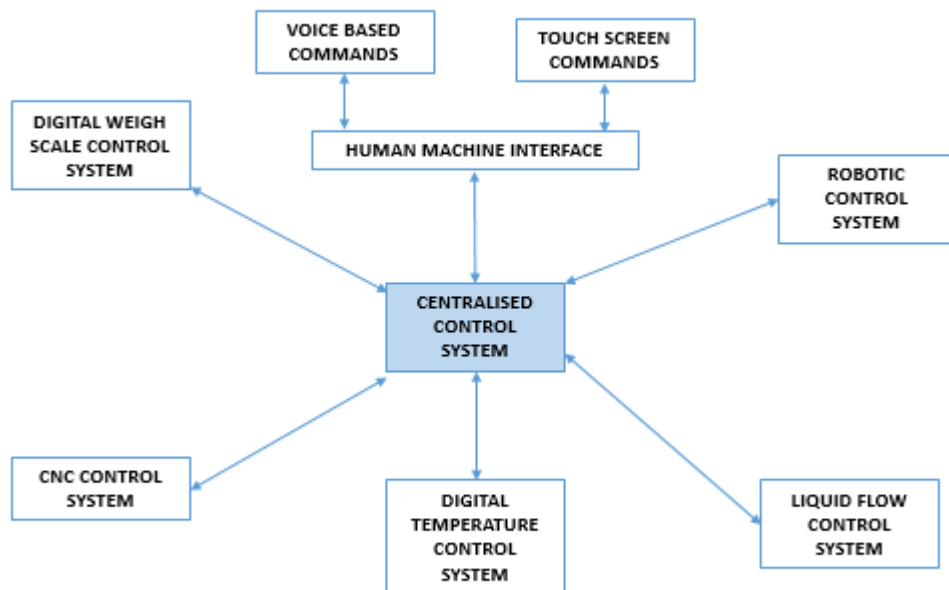 VOICE BASED
COMMANDS
TOUCH SCREEN
COMMANDS
DIGITAL WEIGH
SCALE CONTROL
SYSTEM
HUMAN MACHINE INTERFACE
ROBOTIC
CONTROL
SYSTEM
CENTRALISED
CONTROL
SYSTEM
CNC CONTROL
SYSTEM
DIGITAL
TEMPERATURE
CONTROL
SYSTEM
LIQUID FLOW
CONTROL
SYSTEM